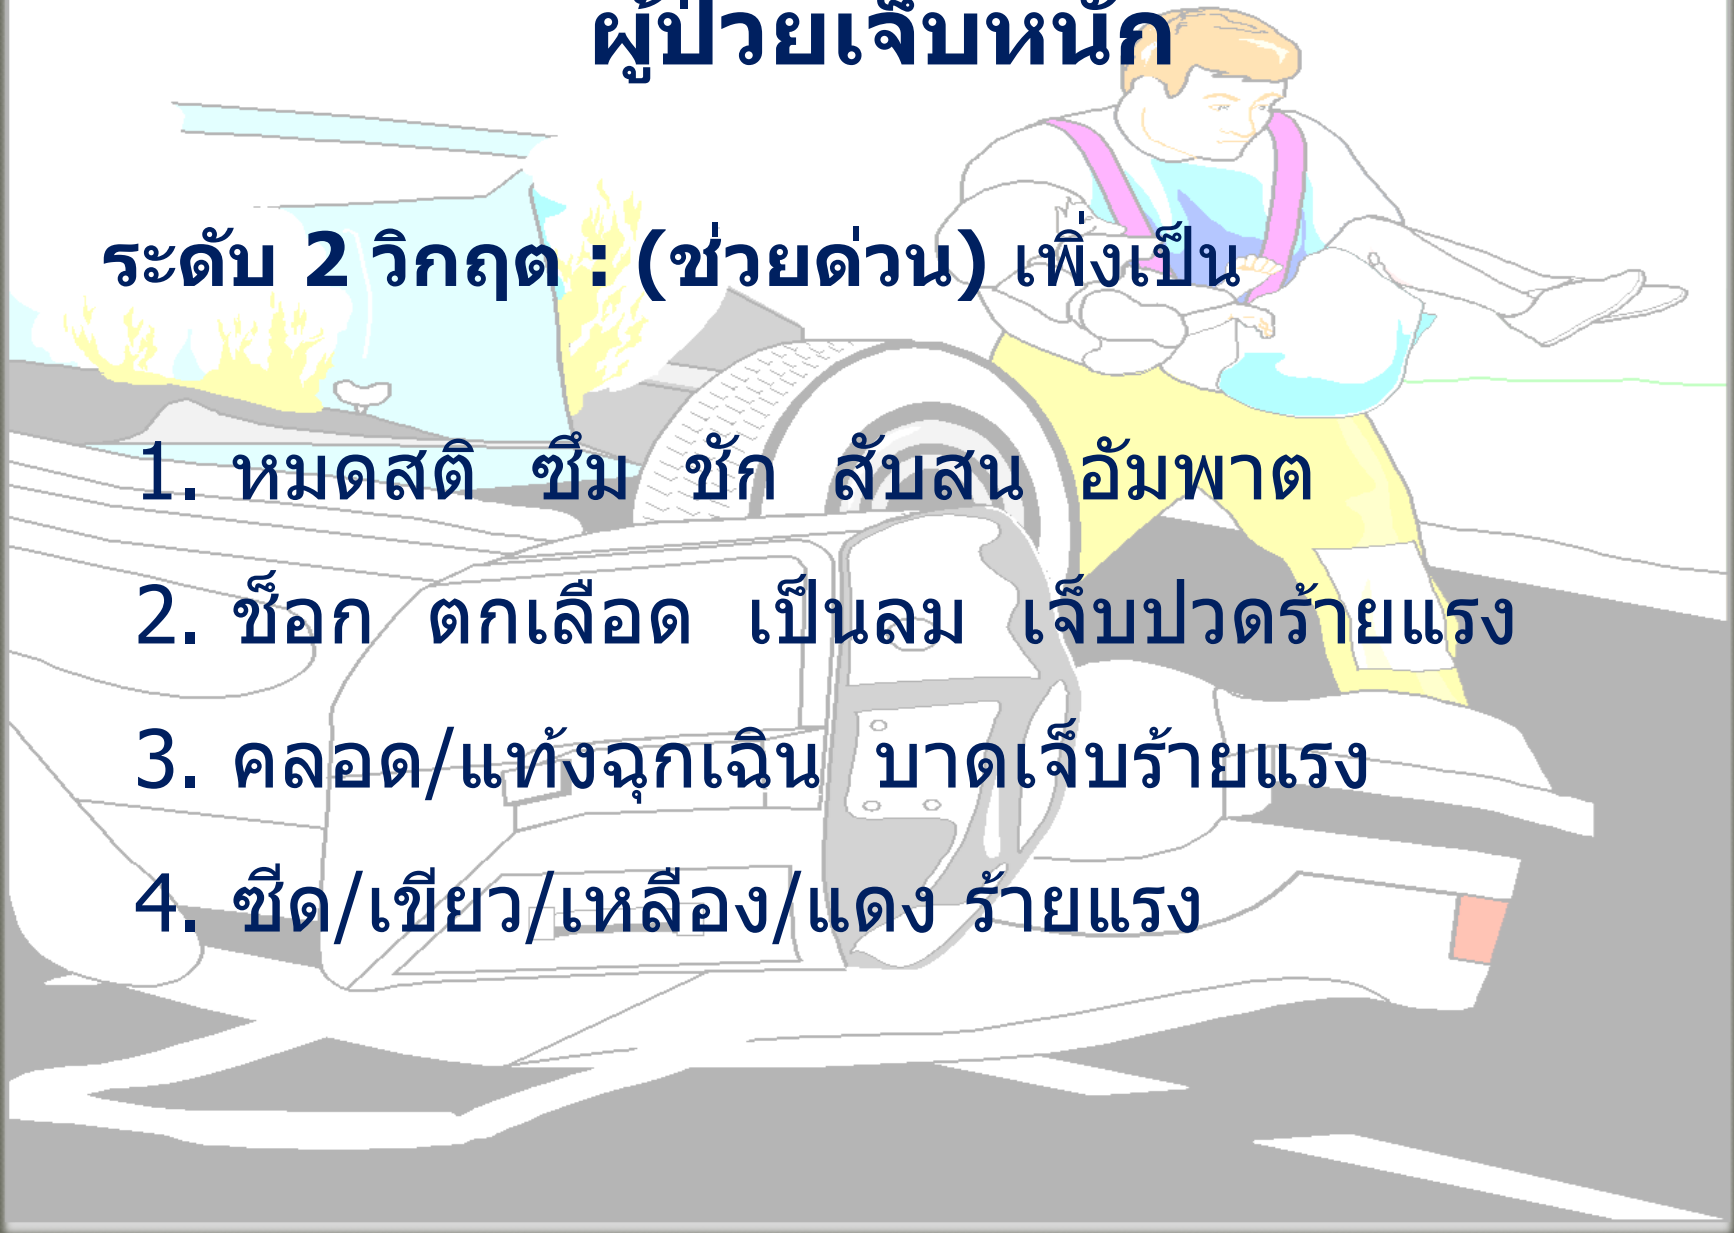 ผู้ป่วยเจ็บหนัก
ระดับ 2 วิกฤต : (ช่วยด่วน) เพิ่งเป็น
1. หมดสติ ซึม ชัก สับสน อัมพาต
2. ช็อก ตกเลือด เป็นลม เจ็บปวดร้ายแรง
3. คลอด/แท้งฉุกเฉิน บาดเจ็บร้ายแรง
4. ซีด/เขียว/เหลือง/แดง ร้ายแรง